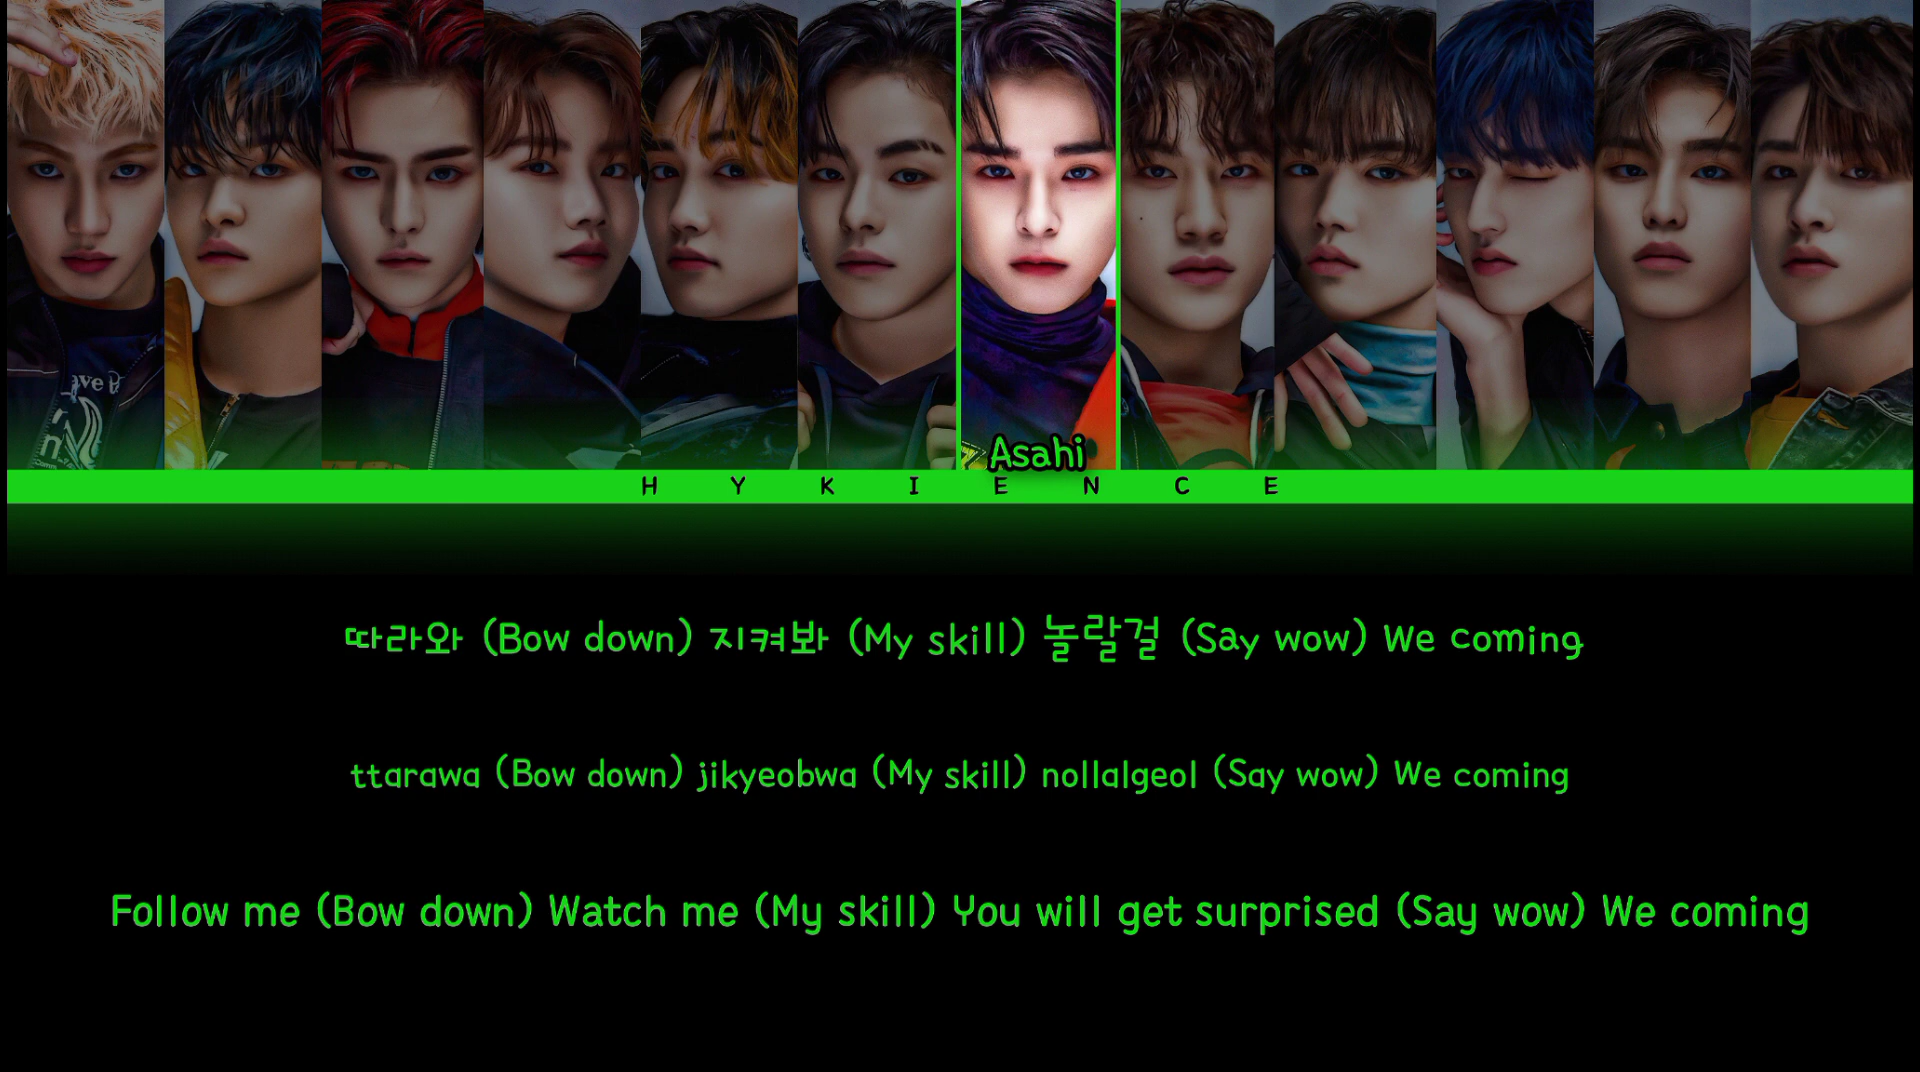 ave
Asahi
H Y K I E N C E
따라와 (Bow down) 지켜봐 (My skill) 놀랄걸 (Say wow) We coming
ttarawa (Bow down) jikyeobwa (My skill) nollalgeol (Say wow) We coming
Follow me (Bow down) Watch me (My skill) You will get surprised (Say wow) We coming